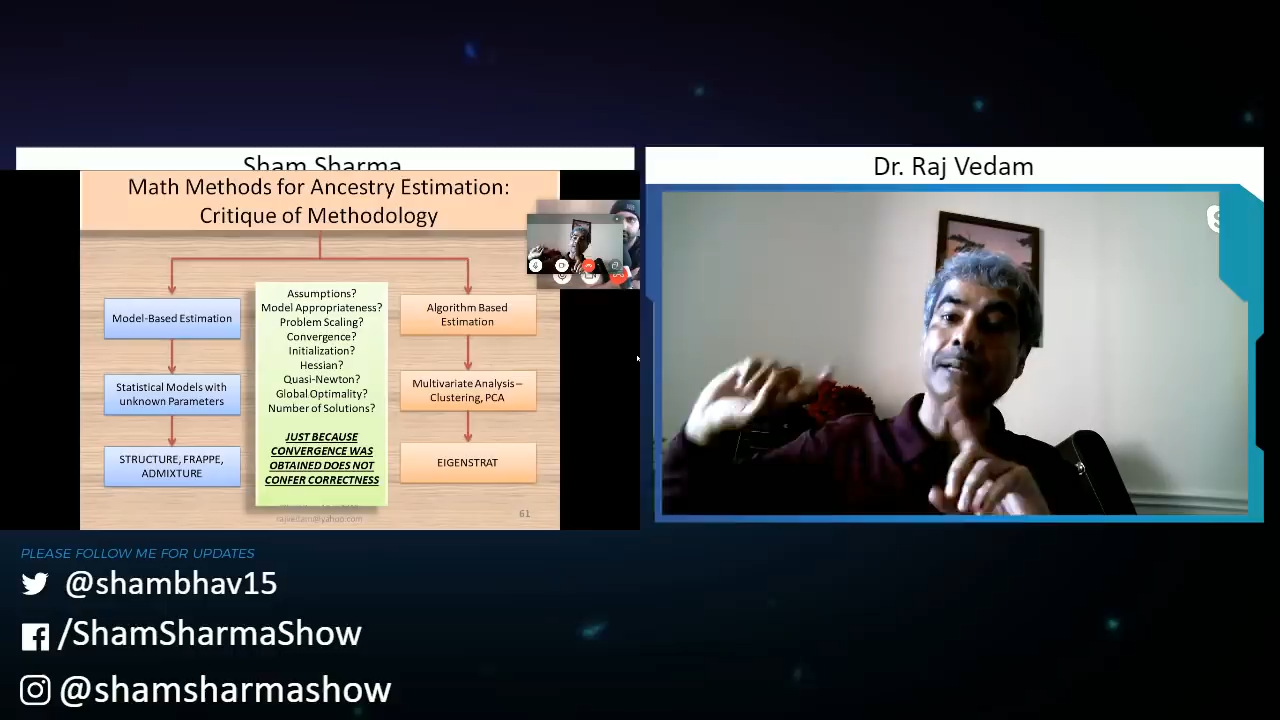 Sham Sharma
Dr. Raj Vedam
Math Methods for Ancestry Estimation:
Critique of Methodology
Model-Based Estimation
Statistical Models with
unknown Parameters
STRUCTURE, FRAPPE,
ADMIXTURE
Assumptions?
Model Appropriateness?
Problem Scaling?
Convergence?
Initialization?
Hessian?
Quasi-Newton?
Global Optimality?
Number of Solutions?
JUST BECAUSE
CONVERGENCE WAS
OBTAINED DOES NOT
CONFER CORRECTNESS
Algorithm Based
Estimation
Multivariate Analysis –
Clustering, PCA
EIGENSTRAT
rajvedam@yahoo.com
61
PLEASE FOLLOW ME FOR UPDATES
@shambhav15
/ShamSharmaShow
@shamsharmashow